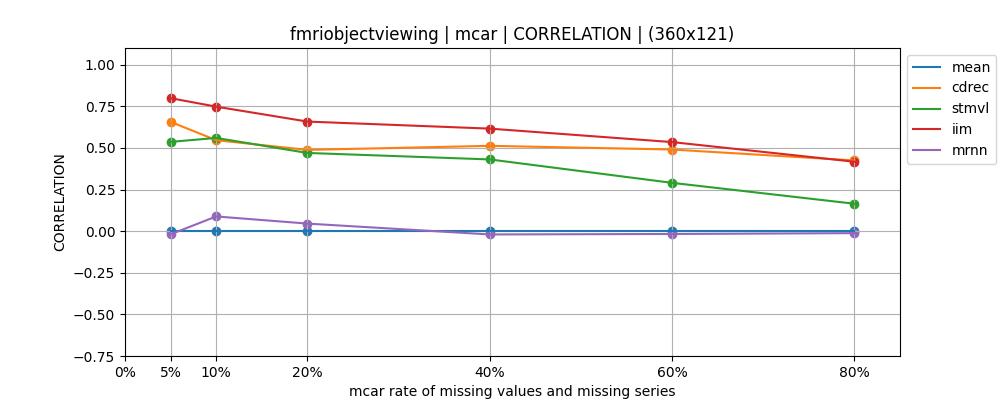 fmriobjectviewing | mcar | CORRELATION | (360x121)
CORRELATION
1.00
0.75
0.50
0.25
0.00
−0.25
−0.50
−0.75
0%
5%
10%
20%
40%
60%
80%
mcar rate of missing values and missing series
mean
cdrec
stmvl
iim
mrnn